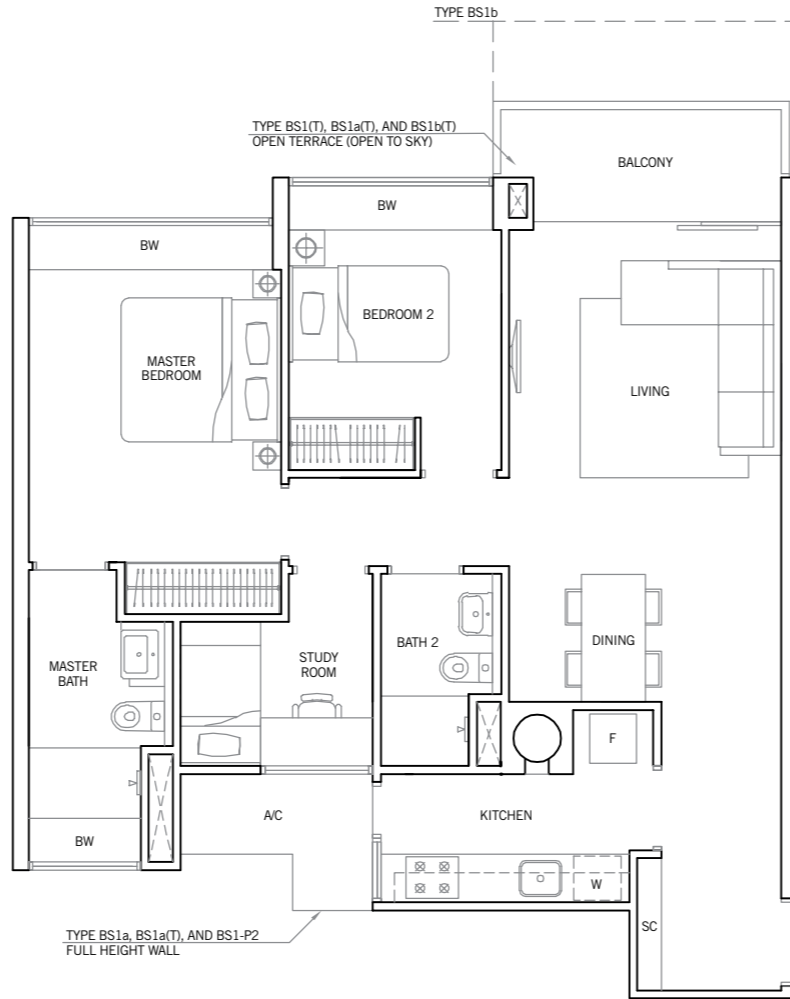 TYPE BS1b
TYPE BS1(T), BS1a(T), AND BS1b(T)
OPEN TERRACE (OPEN TO SKY)
BALCONY
BW
BW
BEDROOM 2
MASTER
BEDROOM
LIVING
DINING
BATH 2
STUDY
ROOM
MASTER
BATH
F
A/C
KITCHEN
BW
W
SC
TYPE BS1a, BS1a(T), AND BS1-P2
FULL HEIGHT WALL